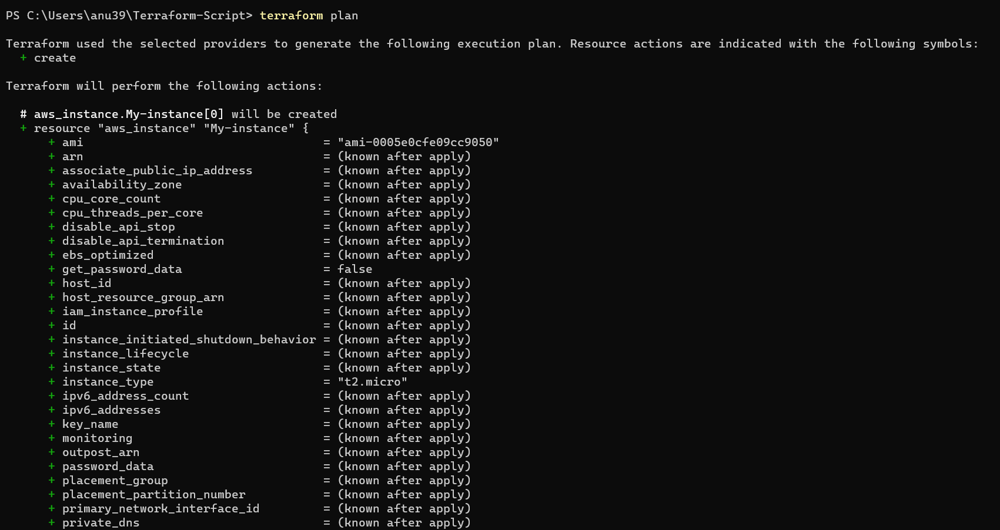 PS C:\Users\anu39\Terraform-Script> terraform plan
Terraform used the selected providers to generate the following execution plan. Resource actions are indicated with the following symbols:
+ create
Terraform will perform the following actions:
# aws_instance.My-instance[0] will be created
+ resource "aws_instance" "My-instance" {
+ ami = "ami-0005e0cfe09cc9050"
+ arn = (known after apply)
+ associate_public_ip_address = (known after apply)
+ availability_zone = (known after apply)
+ cpu_core_count = (known after apply)
+ cpu_threads_per_core = (known after apply)
+ disable_api_stop = (known after apply)
+ disable_api_termination = (known after apply)
+ ebs_optimized = (known after apply)
+ get_password_data = false
+ host_id = (known after apply)
+ host_resource_group_arn = (known after apply)
+ iam_instance_profile = (known after apply)
+ id = (known after apply)
+ instance_initiated_shutdown_behavior = (known after apply)
+ instance_lifecycle = (known after apply)
+ instance_state = (known after apply)
+ instance_type = "t2.micro"
+ ipv6_address_count = (known after apply)
+ ipv6_addresses = (known after apply)
+ key_name = (known after apply)
+ monitoring = (known after apply)
+ outpost_arn = (known after apply)
+ password_data = (known after apply)
+ placement_group = (known after apply)
+ placement_partition_number = (known after apply)
+ primary_network_interface_id = (known after apply)
+ private_dns = (known after apply)